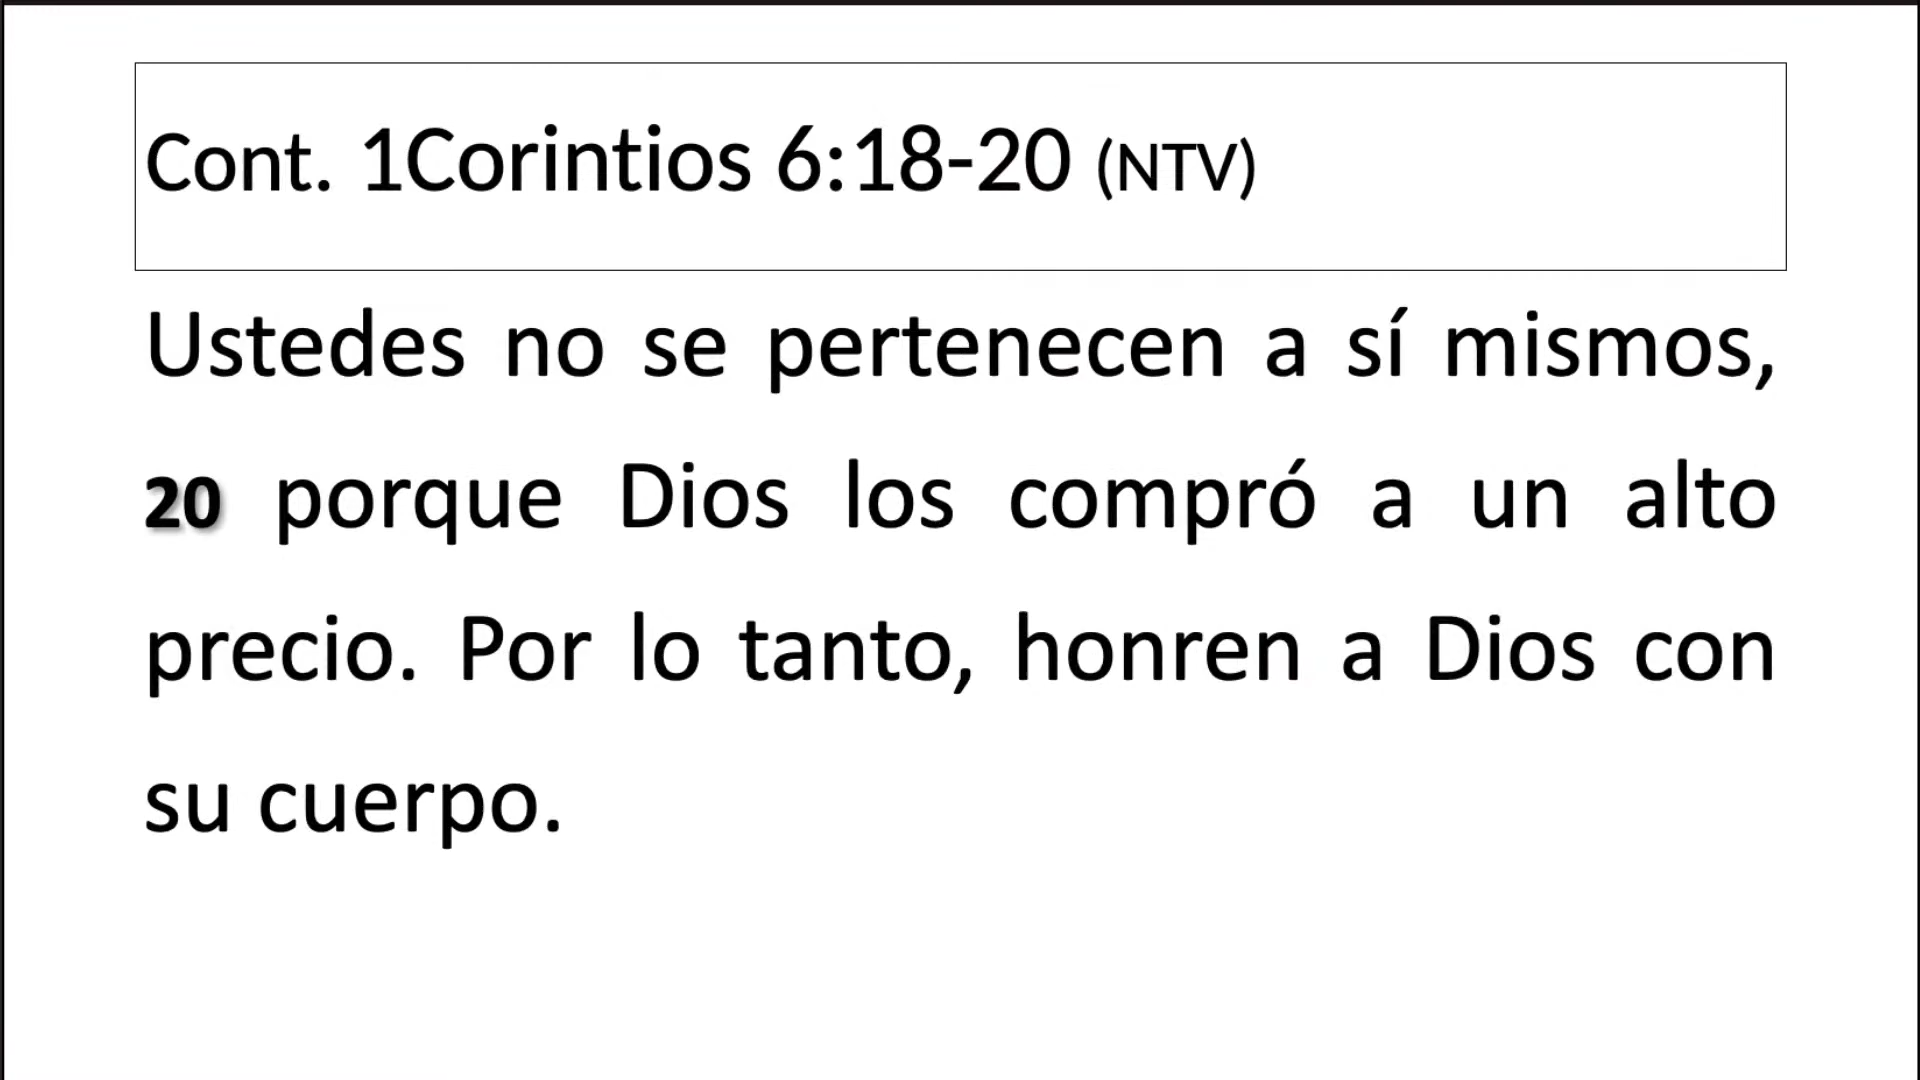 Cont. 1Corintios 6:18-20 (NTV)
Ustedes no se pertenecen a sí mismos,
20 porque Dios los compró a un alto
precio. Por lo tanto, honren a Dios con
su cuerpo.